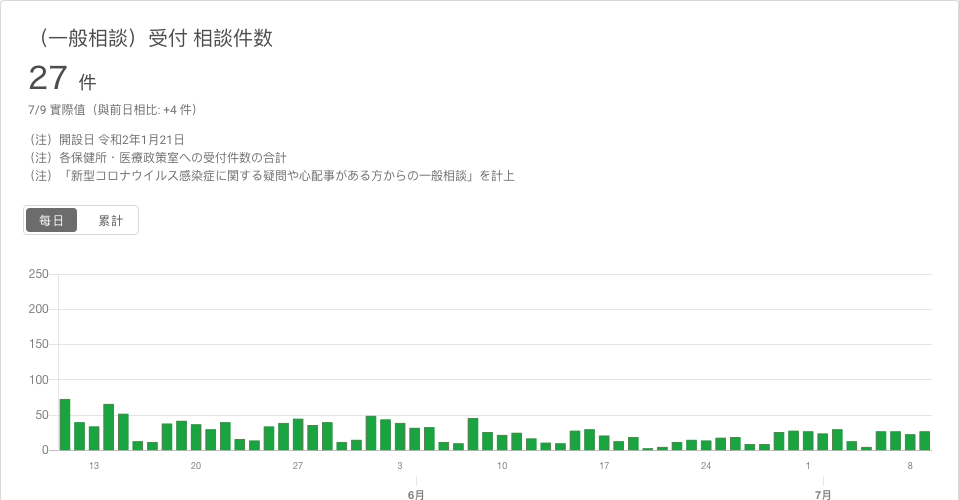 （一般相談）受付 相談件数
27 件
7/9 實際値（與前日相比: +4 件）
（注）開設日 令和2年1月21日
（注）各保健所・医療政策室への受付件数の合計
（注）「新型コロナウイルス感染症に関する疑問や心配事がある方からの一般相談」を計上
每日 累計
250
200
150
100
50
0
13 20 27 3 10 17 24 1 8
6月 7月